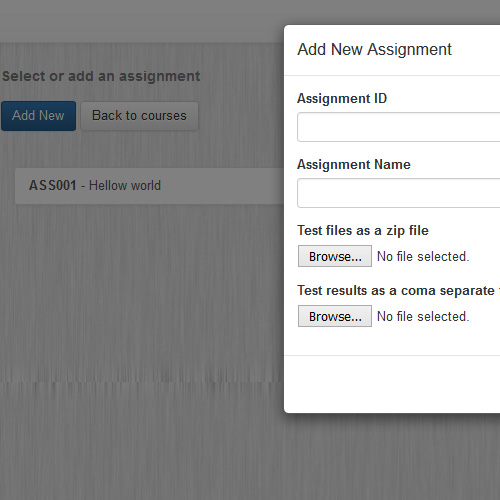 Select or add an assignment
Add New
Back to courses
ASS001 - Hellow world
Add New Assignment
Assignment ID
Assignment Name
Test files as a zip file
Browse... No file selected.
Test results as a coma separate
Browse... No file selected.